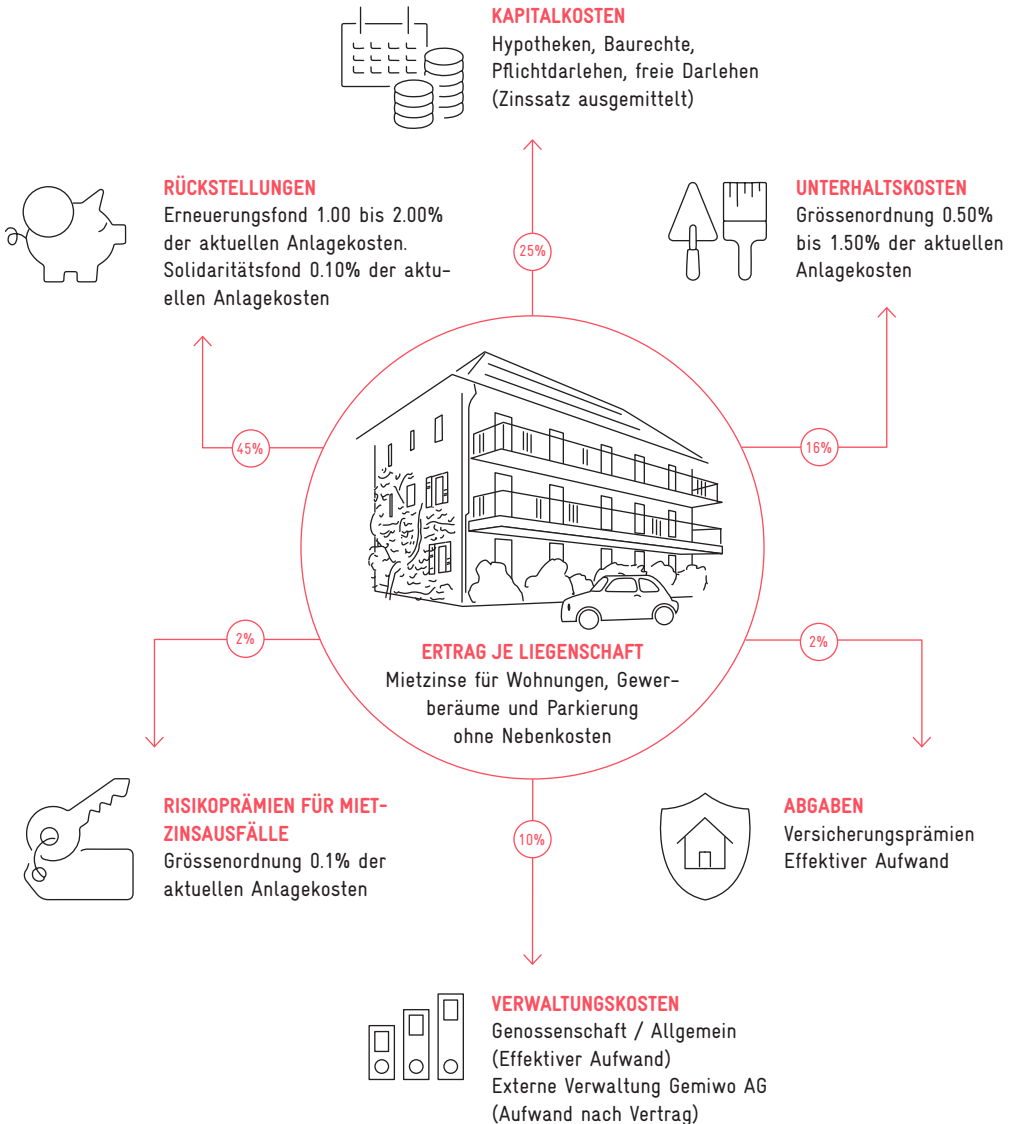 KAPITALKOSTEN
Hypotheken, Baurechte,
Pflichtdarlehen, freie Darlehen
(Zinssatz ausgemittelt)
RÜCKSTELLUNGEN
Erneuerungsfond 1.00 bis 2.00%
der aktuellen Anlagekosten.
Solidaritätsfond 0.10% der aktu-
ellen Anlagekosten
UNTERHALTSKOSTEN
Grössenordnung 0.50%
bis 1.50% der aktuellen
Anlagekosten
25%
45%
16%
2%
2%
ERTRAG JE LIEGENSCHAFT
Mietzinse für Wohnungen, Gewer-
beräume und Parkierung
ohne Nebenkosten
RISIKOPRÄMIEN FÜR MIET-
ZINSAUSFÄLLE
Grössenordnung 0.1% der
aktuellen Anlagekosten
10%
ABGABEN
Versicherungsprämien
Effektiver Aufwand
VERWALTUNGSKOSTEN
Genossenschaft / Allgemein
(Effektiver Aufwand)
Externe Verwaltung Gemiwo AG
(Aufwand nach Vertrag)